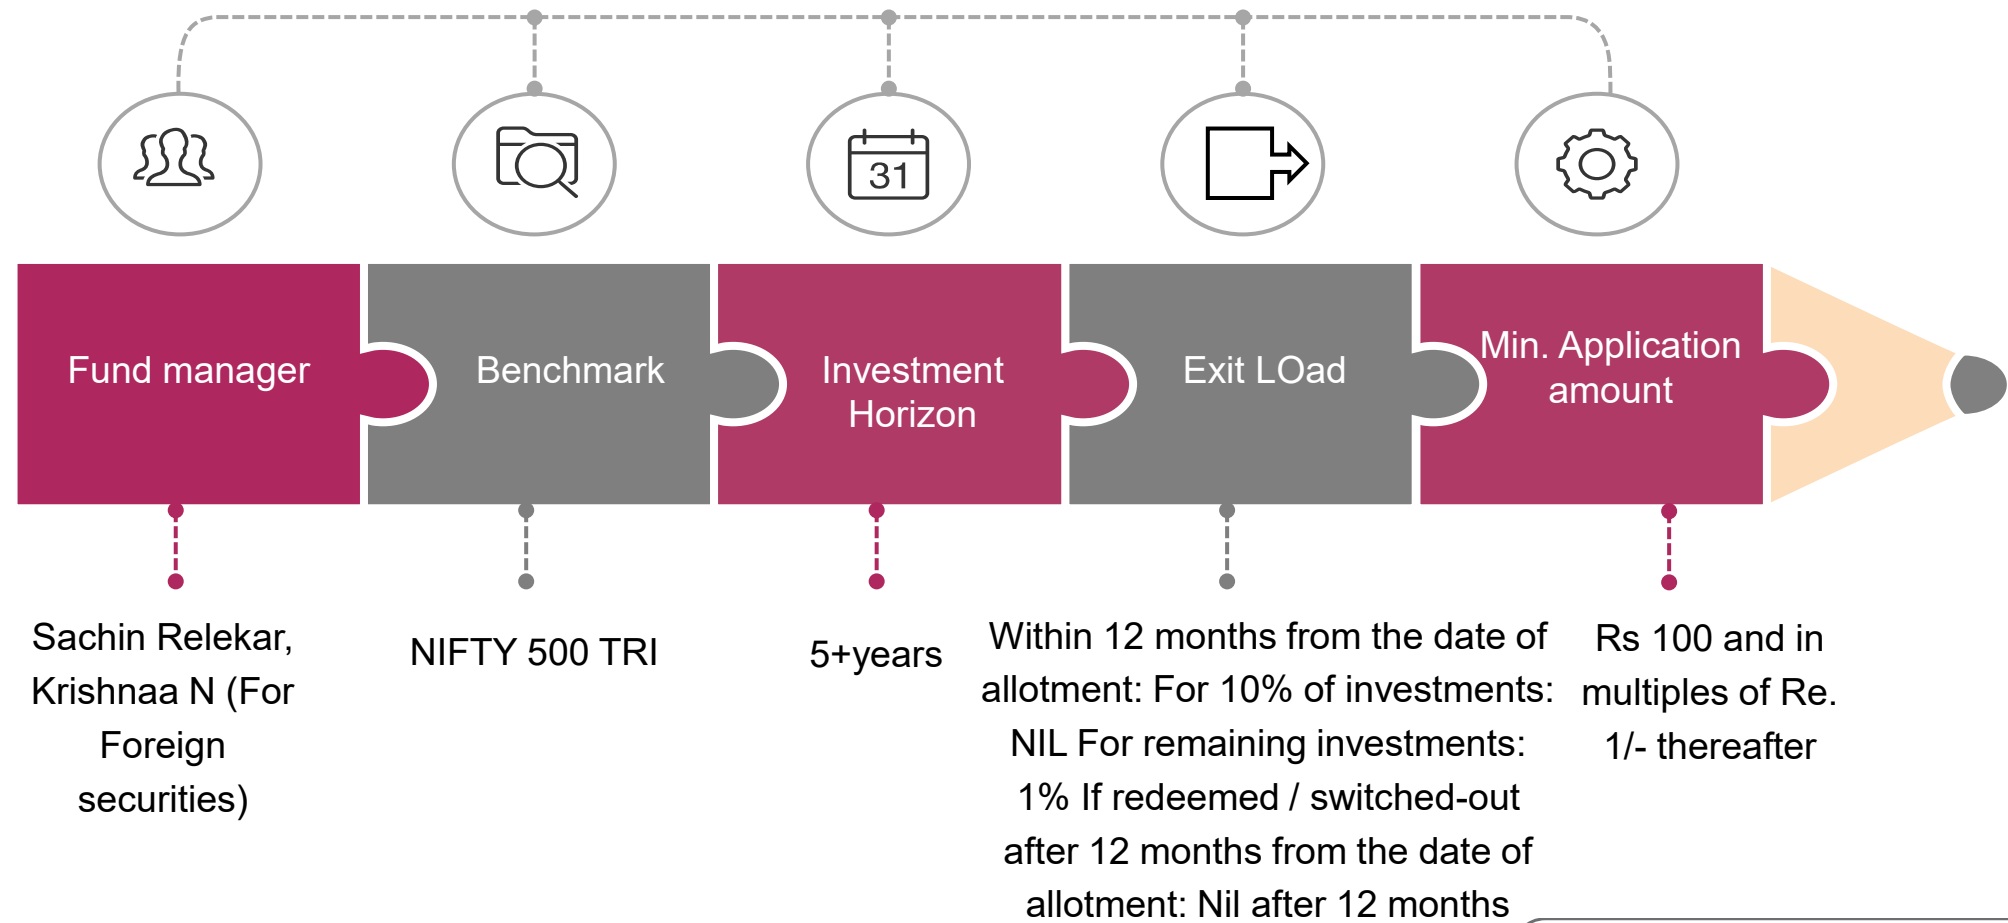 31
Fund manager
Benchmark
Investment
Horizon
Exit LOad
Min. Application
amount
Sachin Relekar,
Krishnaa N (For
Foreign
securities)
NIFTY 500 TRI
5+years
Within 12 months from the date of
allotment: For 10% of investments:
NIL For remaining investments:
1% If redeemed / switched-out
after 12 months from the date of
allotment: Nil after 12 months
Rs 100 and in
multiples of Re.
1/- thereafter